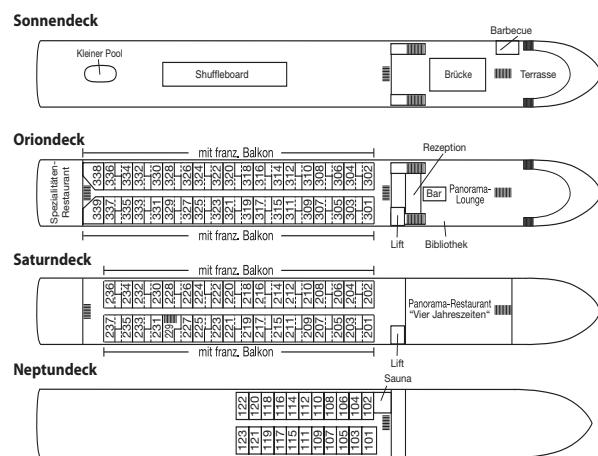 Sonnendeck
Barbecue
Kleiner Pool
Shuffleboard
Brücke
Terrasse
Oriondeck
mit franz. Balkon
Rezeption
Spezialitäten-
Restaurant
338 336 334 332 330 328 326 324 322 320 318 316 314 312 310 308 306 304 302
339 337 335 333 331 329 327 325 323 321 319 317 315 311 309 307 305 303 301
Bar
Panorama-
Lounge
mit franz. Balkon
Lift
Bibliothek
Saturndeck
mit franz. Balkon
236 234 232 230 228 226 224 222 220 218 216 214 212 210 208 206 204 202
237 235 233 231 229 227 225 223 221 219 217 215 211 209 207 205 203 201
Panorama-Restaurant
"Vier Jahreszeiten"
mit franz. Balkon
Lift
Neptundeck
Sauna
122 120 118 116 114 112 110 108 106 104 102
123 121 119 117 115 111 109 107 105 103 101